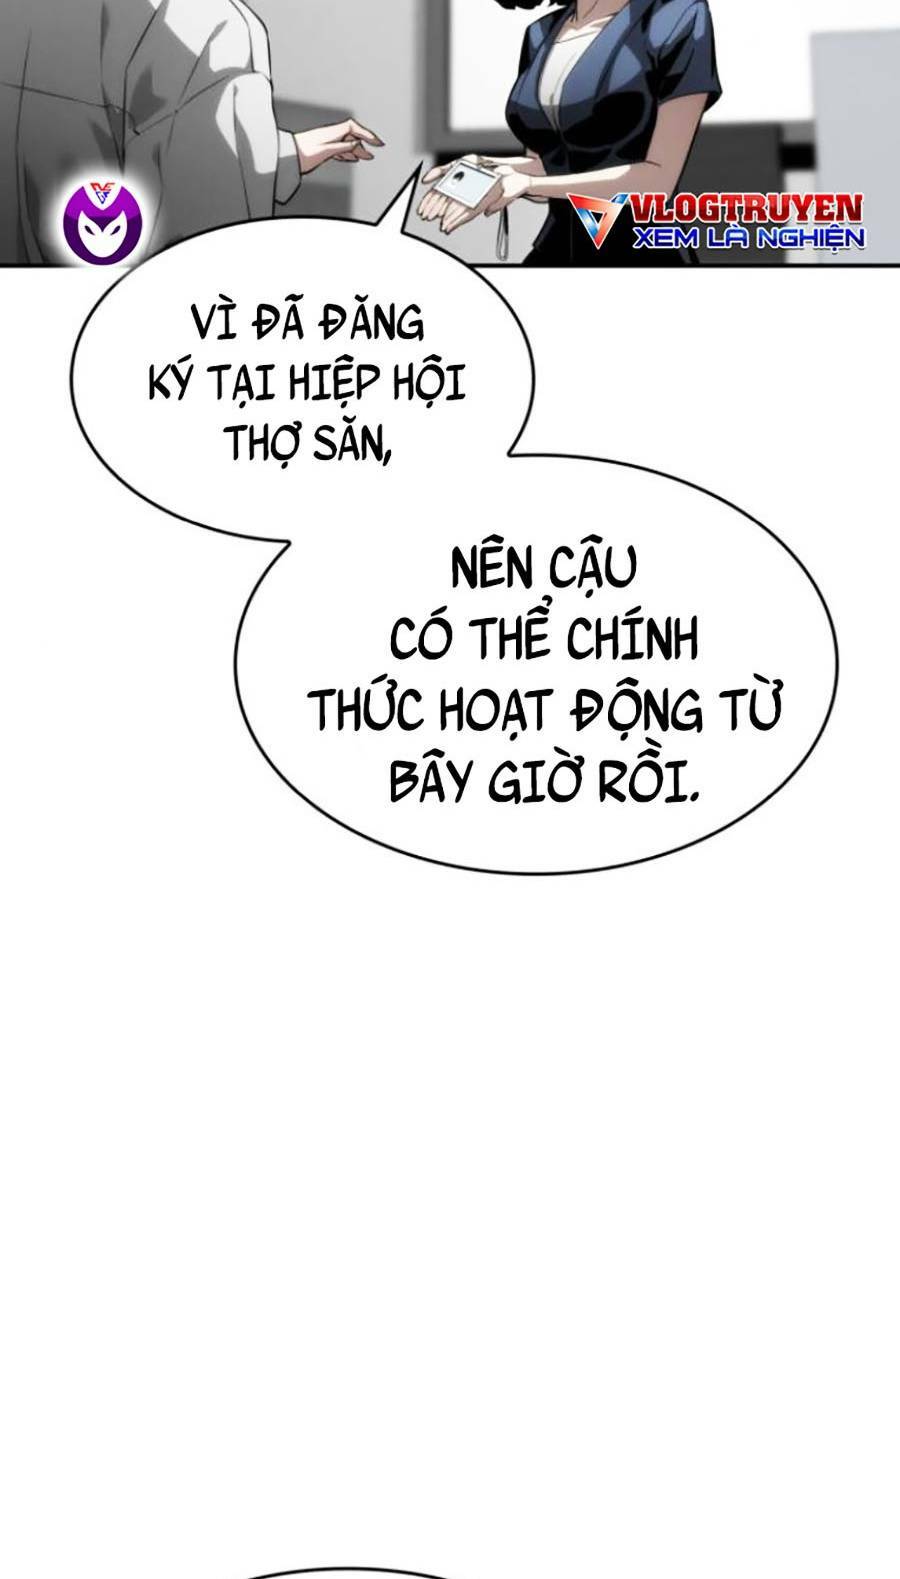 VLOGTRUYEN
XEM LÀ NGHIỆN
VÌ ĐÃ ĐĂNG
KÝ TẠI HIỆP HỘI
THỢ SĂN,
NÊN CẬU
CÓ THỂ CHÍNH
THỨC HOẠT ĐỘNG TỪ
BÂY GIỜ RỒI.